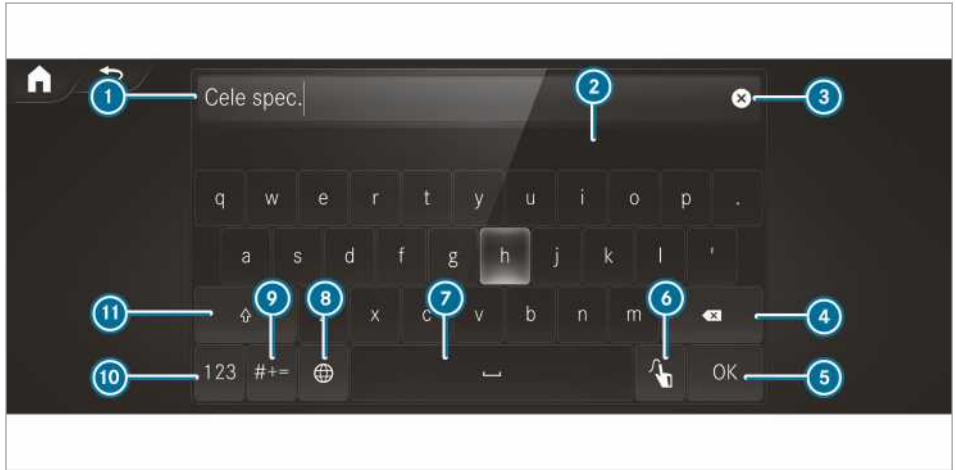 1 Cele spec. 2 3
q w e r t y u i o p .
a s d f g h j k l '
9 8 7 6
11 x c v b n m 4
10 123 #+= OK 5